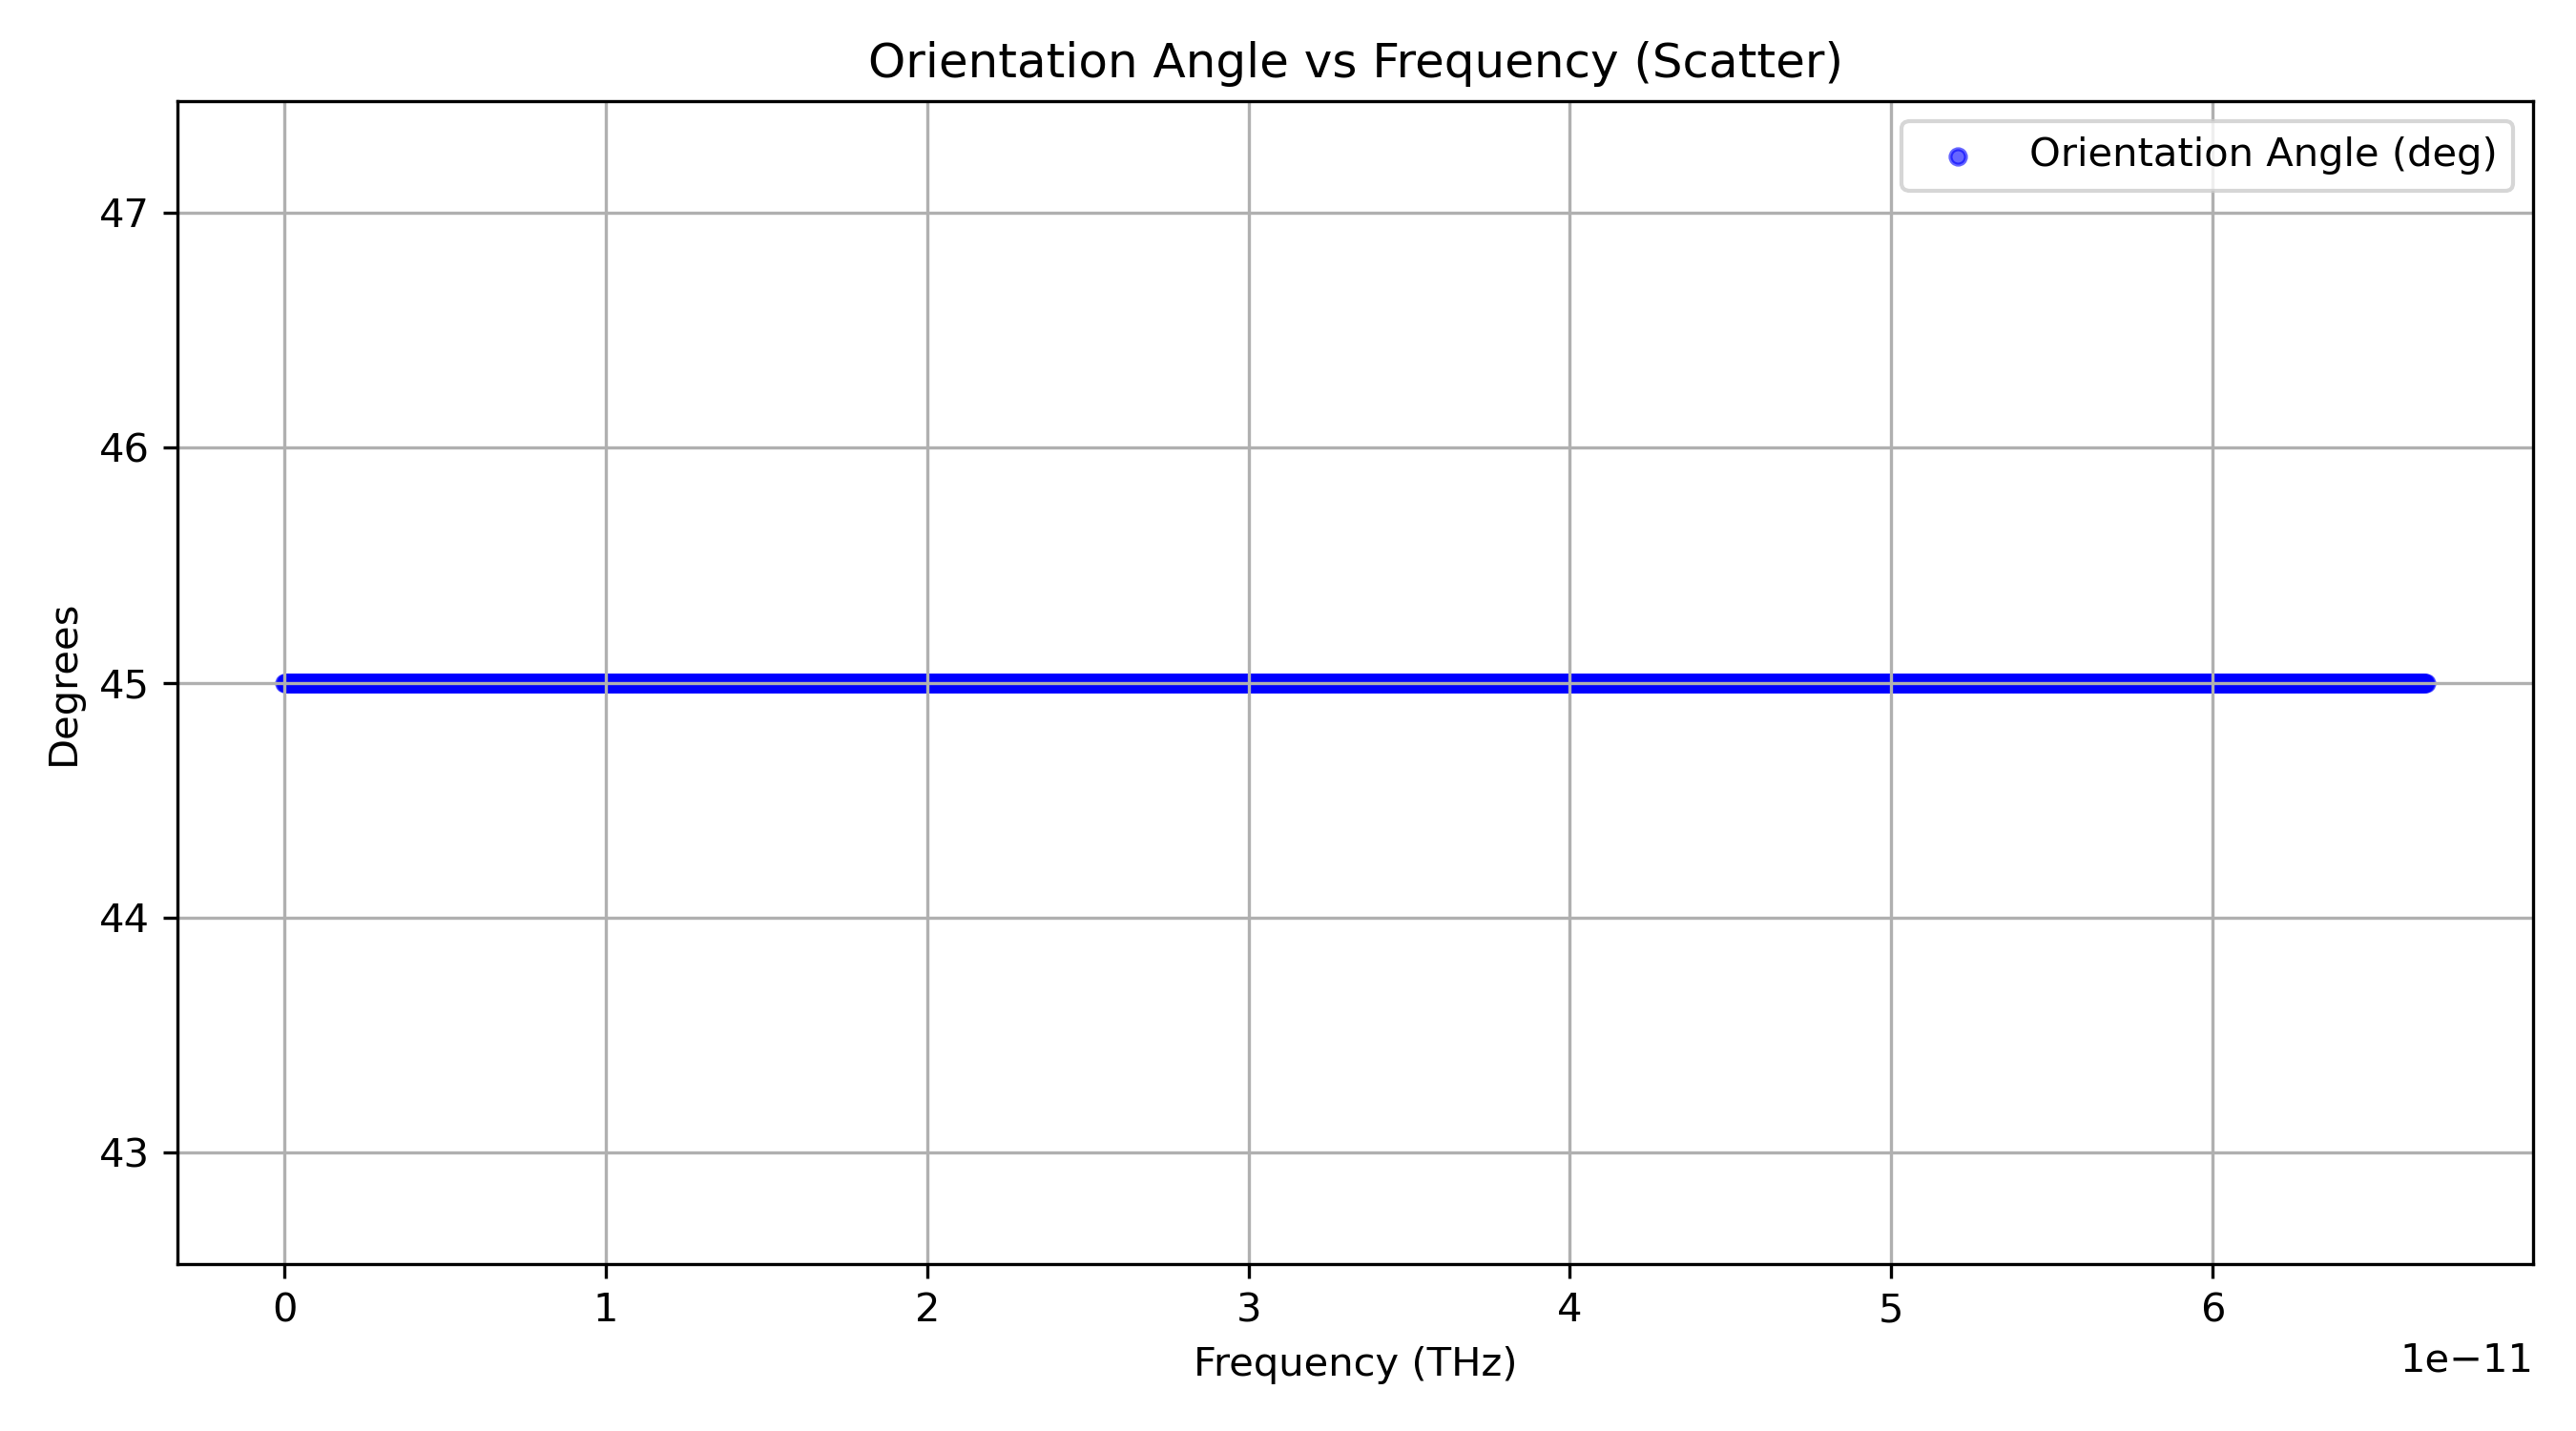 Orientation Angle vs Frequency (Scatter)
Orientation Angle (deg)
47
46
45
44
43
Degrees
0 1 2 3 4 5 6
1e−11
Frequency (THz)